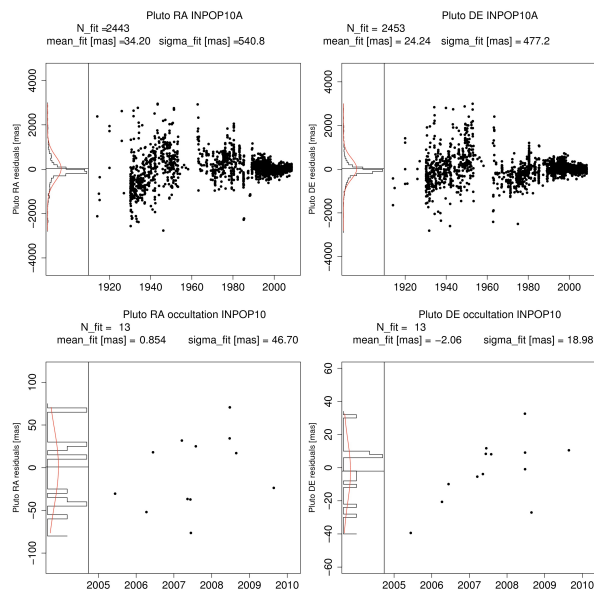 Pluto RA INPOP10A
N_fit =2443
mean_fit [mas] =34.20 sigma_fit [mas] =540.8
Pluto RA residuals [mas]
4000
2000
0
−2000
−4000
1920 1940 1960 1980 2000
Pluto DE INPOP10A
N_fit = 2453
mean_fit [mas] = 24.24 sigma_fit [mas] = 477.2
Pluto DE residuals [mas]
4000
2000
0
−2000
−4000
1920 1940 1960 1980 2000
Pluto RA occultation INPOP10
N_fit = 13
mean_fit [mas] = 0.854 sigma_fit [mas] = 46.70
Pluto RA residuals [mas]
100
50
0
−50
−100
2005 2006 2007 2008 2009 2010
Pluto DE occultation INPOP10
N_fit = 13
mean_fit [mas] = −2.06 sigma_fit [mas] = 18.98
Pluto DE residuals [mas]
60
40
20
0
−20
−40
−60
2005 2006 2007 2008 2009 2010